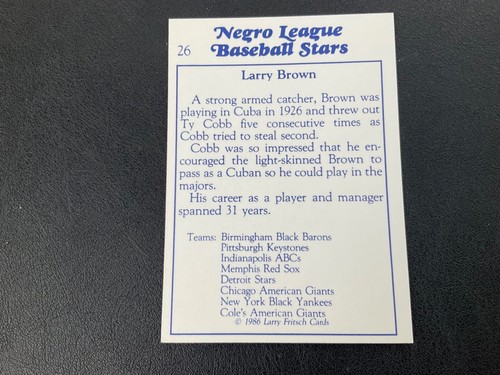 Negro League
26 Baseball Stars
Larry Brown
A strong armed catcher, Brown was
playing in Cuba in 1926 and threw out
Ty Cobb five consecutive times as
Cobb tried to steal second.
Cobb was so impressed that he en-
couraged the light-skinned Brown to
pass as a Cuban so he could play in the
majors.
His career as a player and manager
spanned 31 years.
Teams: Birmingham Black Barons
Pittsburgh Keystones
Indianapolis ABCs
Memphis Red Sox
Detroit Stars
Chicago American Giants
New York Black Yankees
Cole's American Giants
© 1986 Larry Fritsch Cards